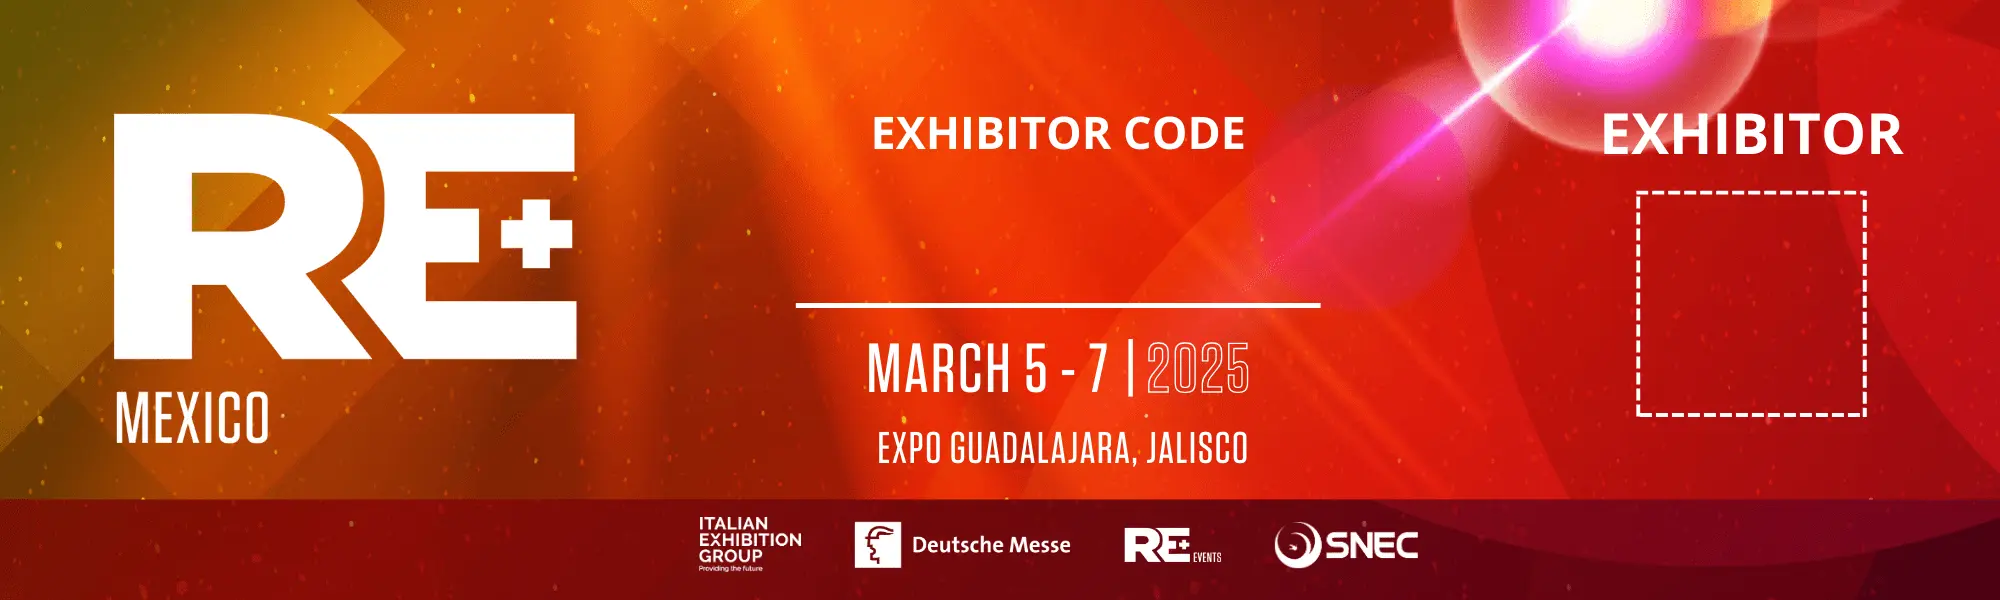 RE+
MEXICO
EXHIBITOR CODE
MARCH 5 - 7 | 2025
EXPO GUADALAJARA, JALISCO
EXHIBITOR
ITALIAN
EXHIBITION
GROUP
Providing the future
Deutsche Messe
RE+ EVENTS
SNEC